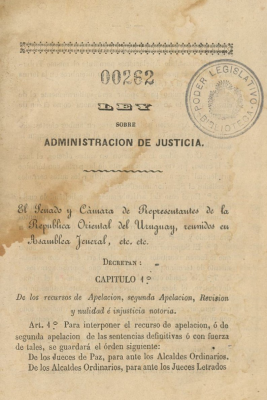 00262
PODER LEGISLATIVO
BIBLIOTECA
LEY
SOBRE
ADMINISTRACION DE JUSTICIA.
El Senado y Cámara de Representantes de la
Republica Oriental del Uruguay, reunidos en
Asamblea Jeneral, etc. etc.
DECRETAN:
CAPITULO 1.º
De los recursos de Apelacion, segunda Apelacion, Revision
y nulidad é injusticia notoria.
Art. 1.º Para interponer el recurso de apelacion, ó de
segunda apelacion de las sentencias definitivas ó con fuerza
de tales, se guardará el órden siguiente:
De los Jueces de Paz, para ante los Alcaldes Ordinarios.
De los Alcaldes Ordinarios, para ante los Jueces Letrados